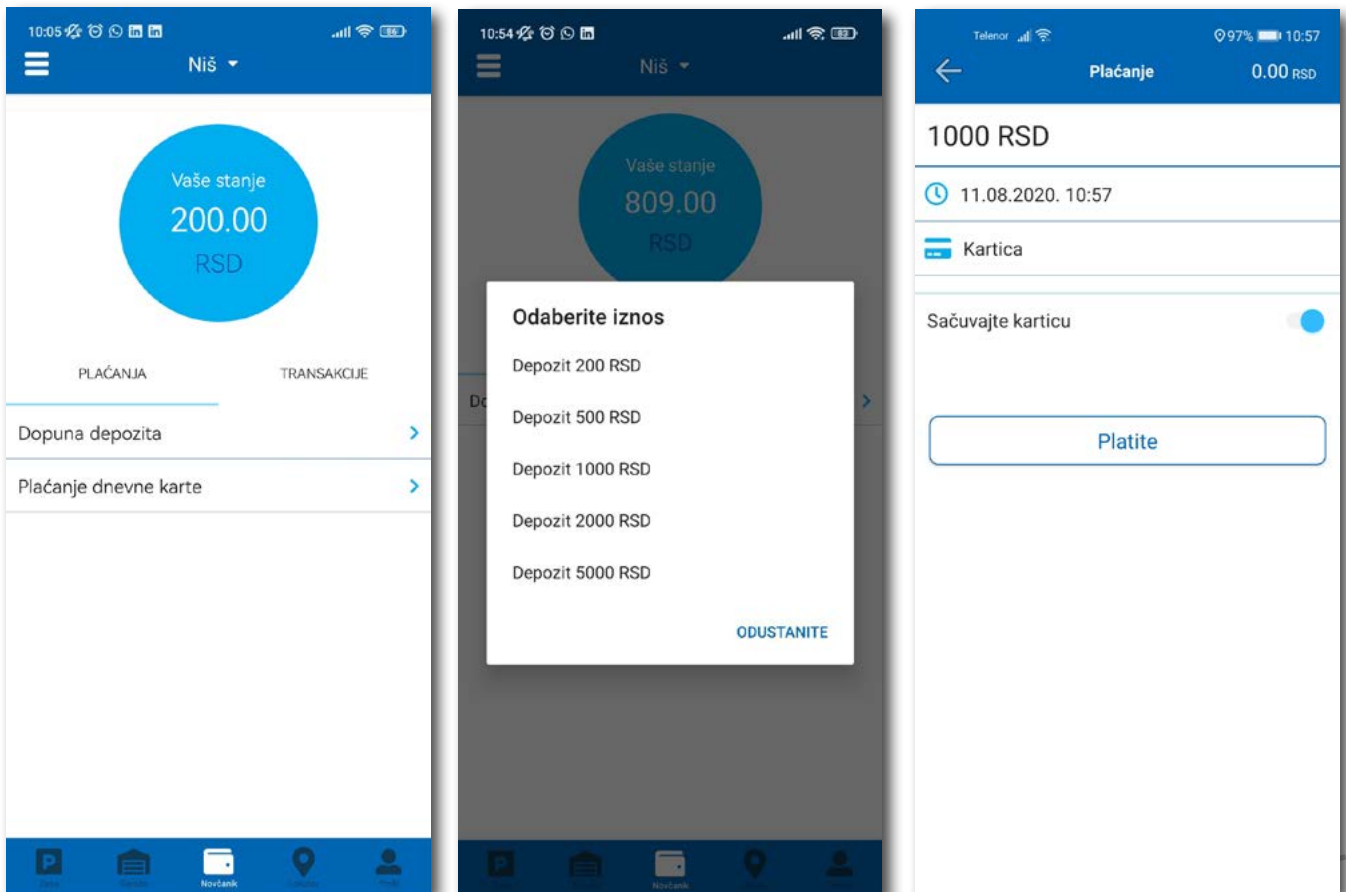 10:05
86
Niš
Vaše stanje
200.00
RSD
PLAĆANJA
TRANSAKCIJE
Dopuna depozita
Plaćanje dnevne karte
Novčanik
10:54
83
Niš
Vaše stanje
809.00
RSD
Do
Odaberite iznos
Depozit 200 RSD
Depozit 500 RSD
Depozit 1000 RSD
Depozit 2000 RSD
Depozit 5000 RSD
ODUSTANITE
Novčanik
Telenor
97% 10:57
Plaćanje
0.00 RSD
1000 RSD
11.08.2020. 10:57
Kartica
Sačuvajte karticu
Platite